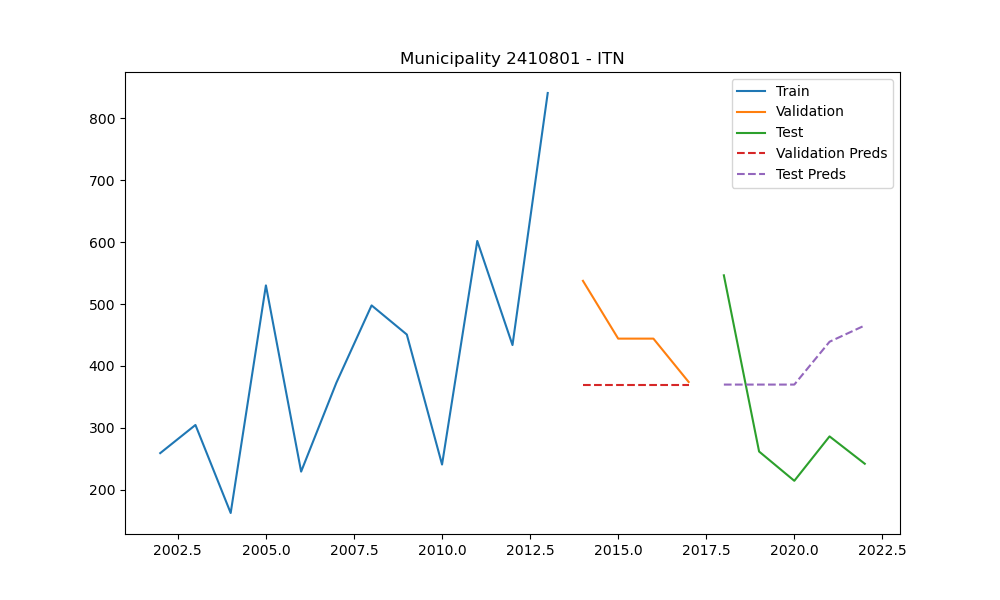 Municipality 2410801 - ITN
Train
Validation
Test
Validation Preds
Test Preds
800
700
600
500
400
300
200
2002.5 2005.0 2007.5 2010.0 2012.5 2015.0 2017.5 2020.0 2022.5